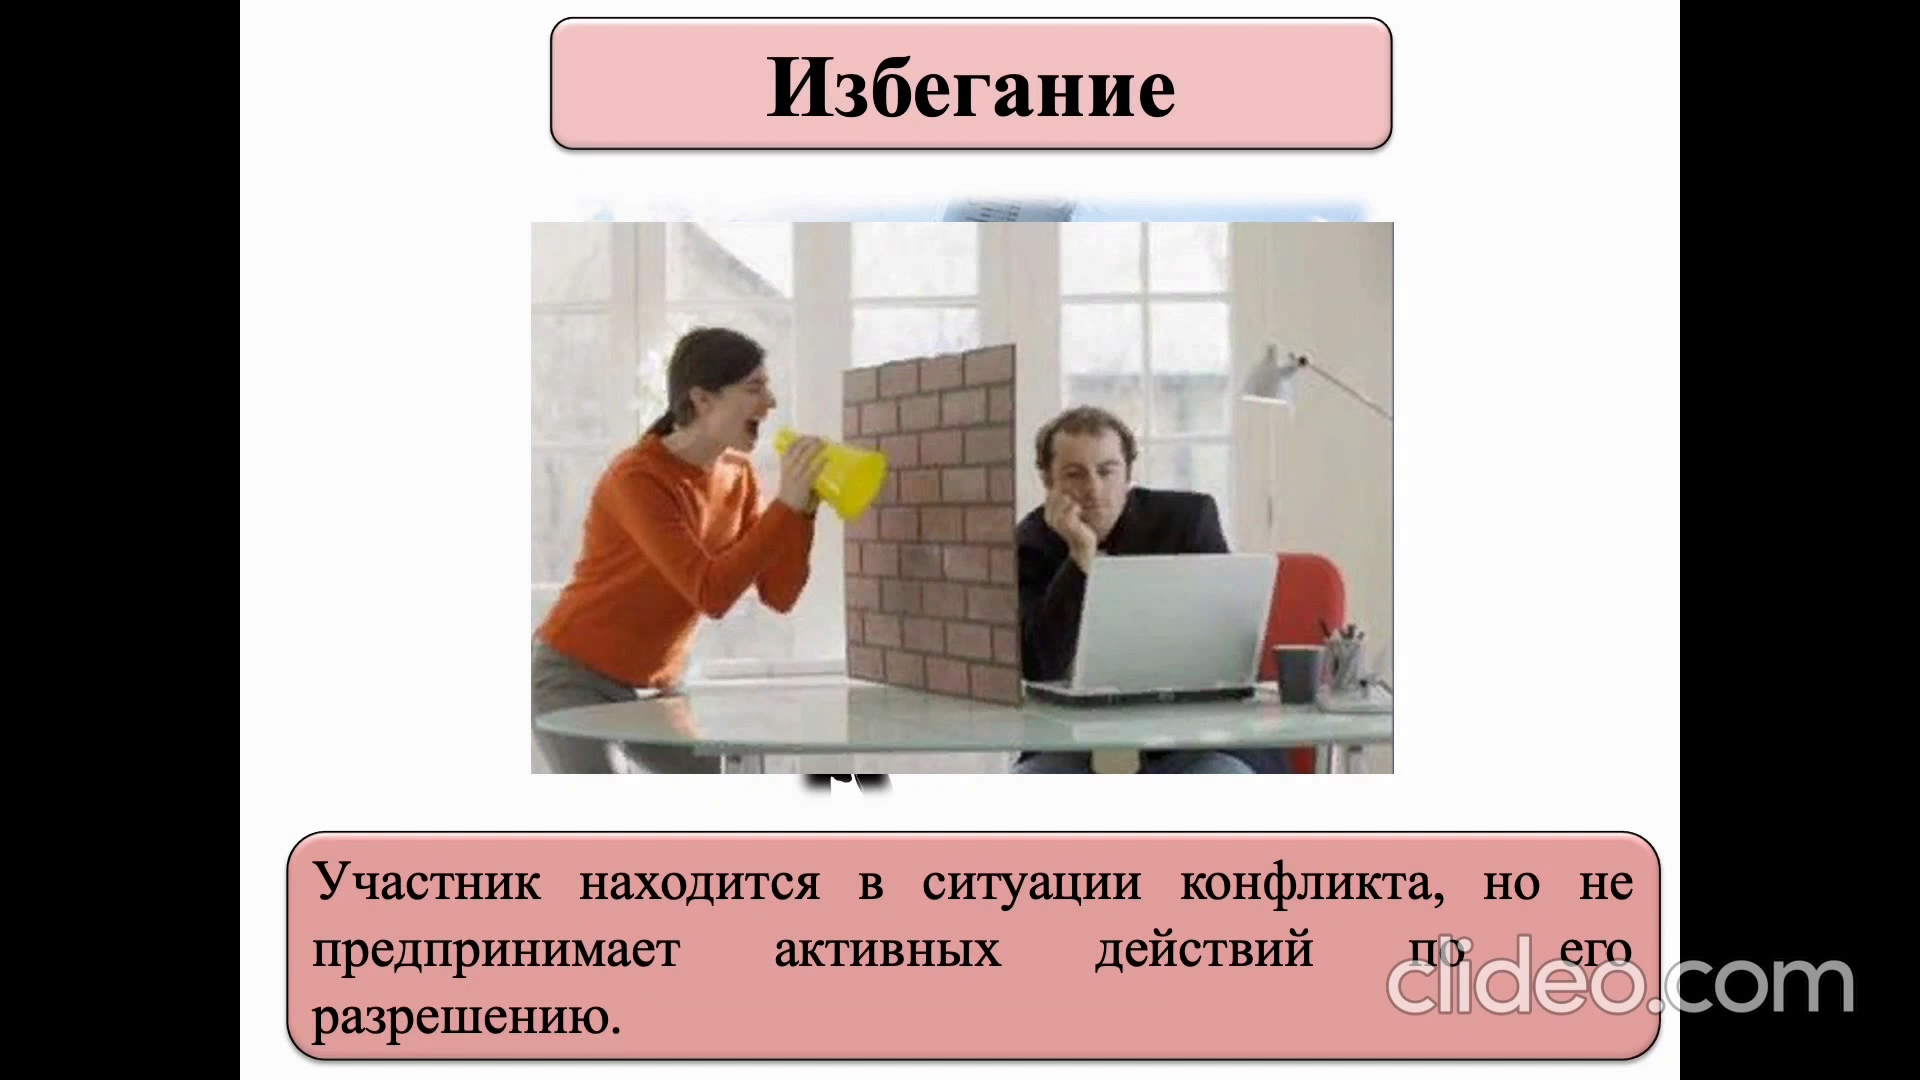 Избегание
Участник находится в ситуации конфликта, но не
предпринимает активных действий по его
разрешению.
clideo.com